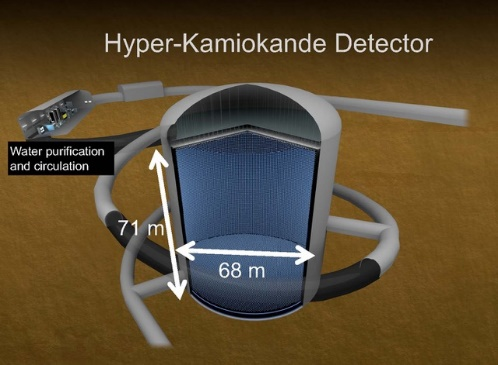 Hyper-Kamiokande Detector
Water purification
and circulation
71 m
68 m